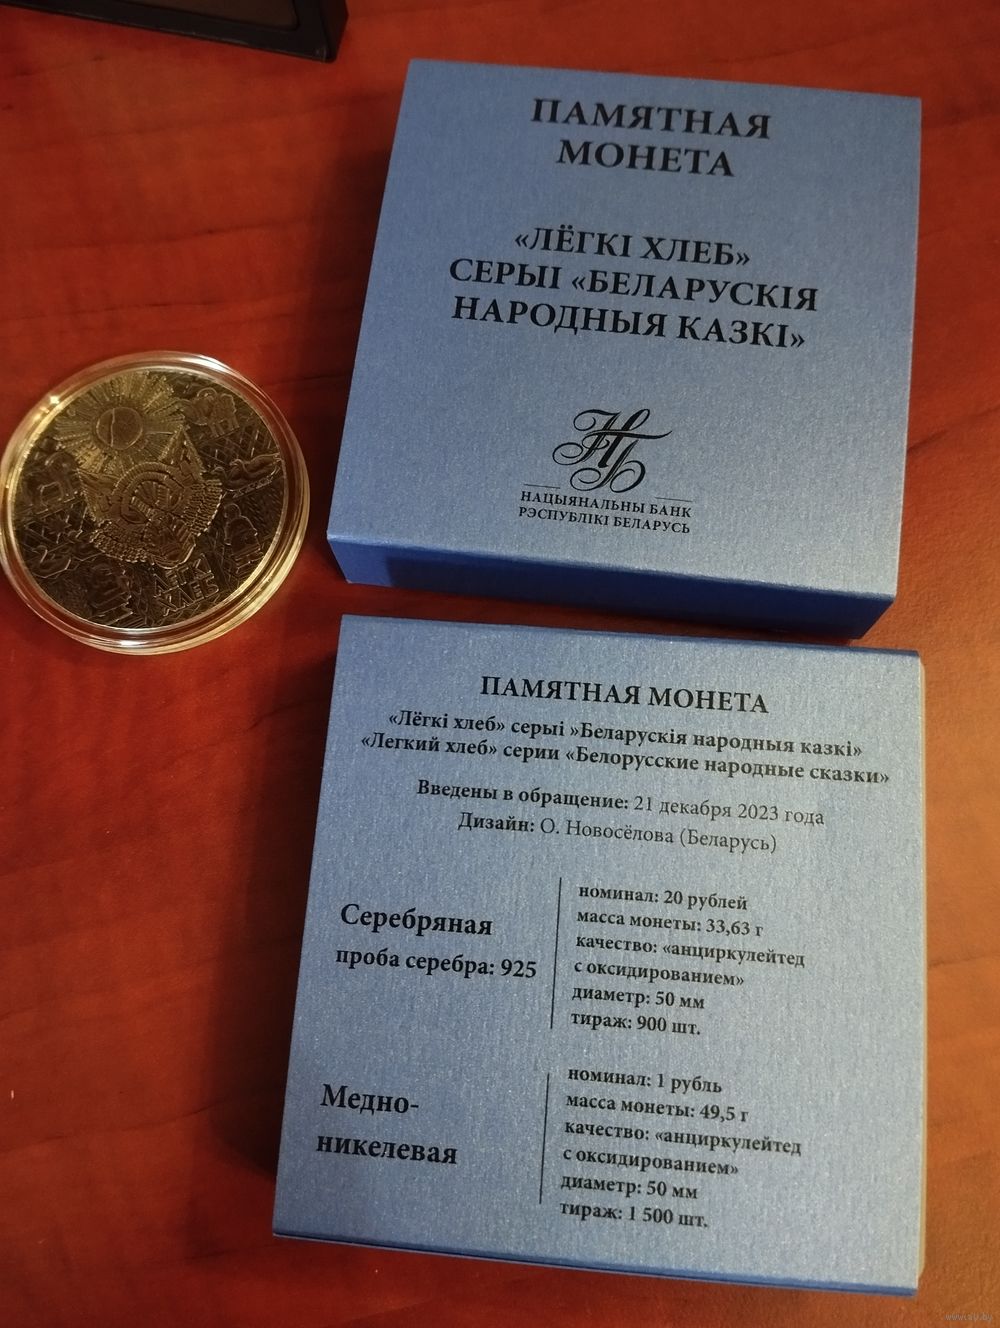 ПАМЯТНАЯ
МОНЕТА
«ЛЁГКІ ХЛЕБ»
СЕРЫІ «БЕЛАРУСКІЯ
НАРОДНЫЯ КАЗКІ»
НАЦЫЯНАЛЬНЫ БАНК
РЭСПУБЛІКІ БЕЛАРУСЬ
ЛЁГКІ
ХЛЕБ
ПАМЯТНАЯ МОНЕТА
«Лёгкі хлеб» серыі »Беларускія народныя казкі»
«Легкий хлеб» серии «Белорусские народные сказки»
Введены в обращение: 21 декабря 2023 года
Дизайн: О. Новосёлова (Беларусь)
Серебряная
проба серебра: 925
номинал: 20 рублей
масса монеты: 33,63 г
качество: «анциркулейтед
с оксидированием»
диаметр: 50 мм
тираж: 900 шт.
Медно-
никелевая
номинал: 1 рубль
масса монеты: 49,5 г
качество: «анциркулейтед
с оксидированием»
диаметр: 50 мм
тираж: 1 500 шт.